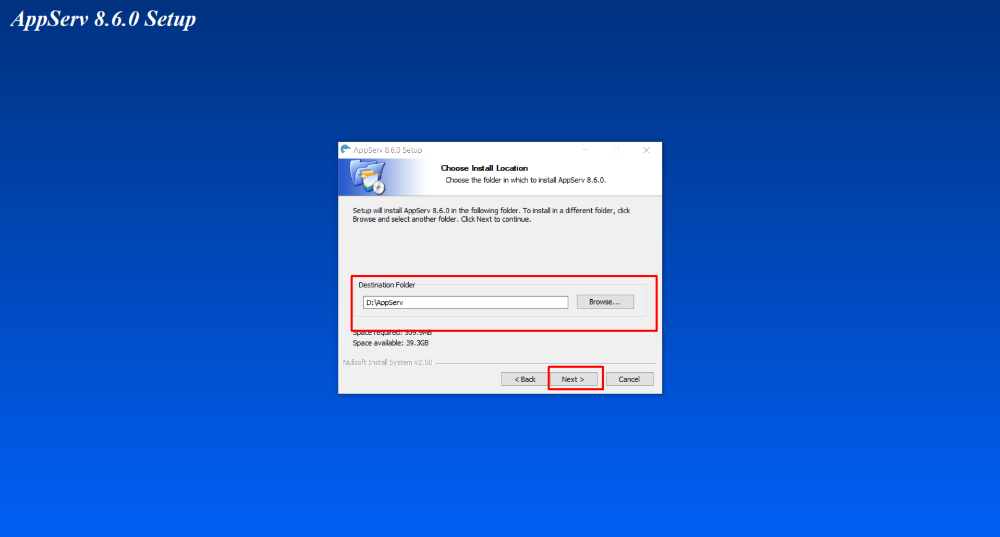 AppServ 8.6.0 Setup
AppServ 8.6.0 Setup
Choose Install Location
Choose the folder in which to install AppServ 8.6.0.
Setup will install AppServ 8.6.0 in the following folder. To install in a different folder, click
Browse and select another folder. Click Next to continue.
Destination Folder
D:\AppServ
Browse...
Space required: 509.9MB
Space available: 39.3GB
Nullsoft Install System v2.50
< Back
Next >
Cancel